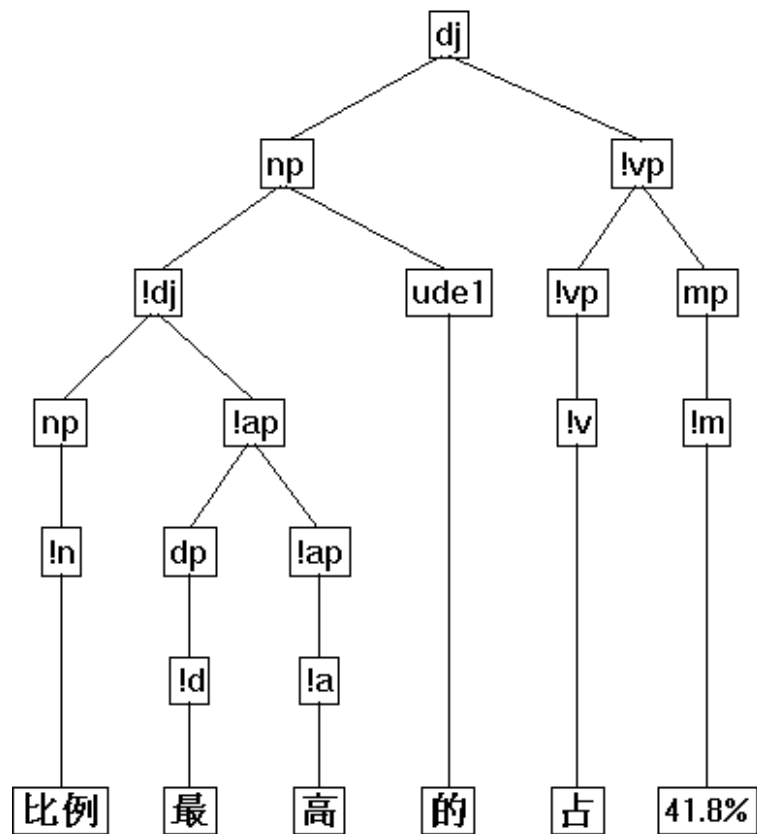 dj
np !vp
!dj ude1 !vp mp
np !ap !v !m
!n dp !ap
!d !a
比例 最 高 的 占 41.8%